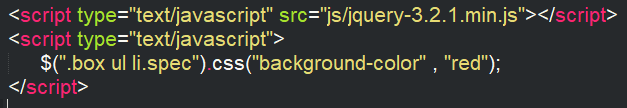 <script type="text/javascript" src="js/jquery-3.2.1.min.js"></script>
<script type="text/javascript">
$(".box ul li.spec").css("background-color" , "red");
</script>